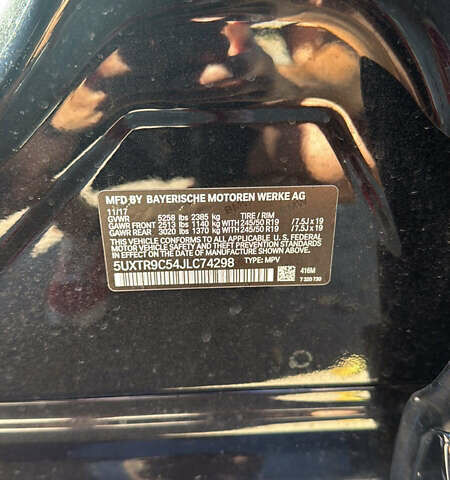 MFD BY BAYERISCHE MOTOREN WERKE AG
11/17
GVWR 5258 lbs 2385 kg TIRE / RIM
GAWR FRONT 2513 lbs 1140 kg WITH 245/50 R19 /7.5J x 19
GAWR REAR 3020 lbs 1370 kg WITH 245/50 R19 /7.5J x 19
THIS VEHICLE CONFORMS TO ALL APPLICABLE U. S. FEDERAL
MOTOR VEHICLE SAFETY AND THEFT PREVENTION STANDARDS IN
EFFECT ON THE DATE OF MANUFACTURE SHOWN ABOVE.
5UXTR9C54JLC74298 TYPE: MPV
416M
7 320 730